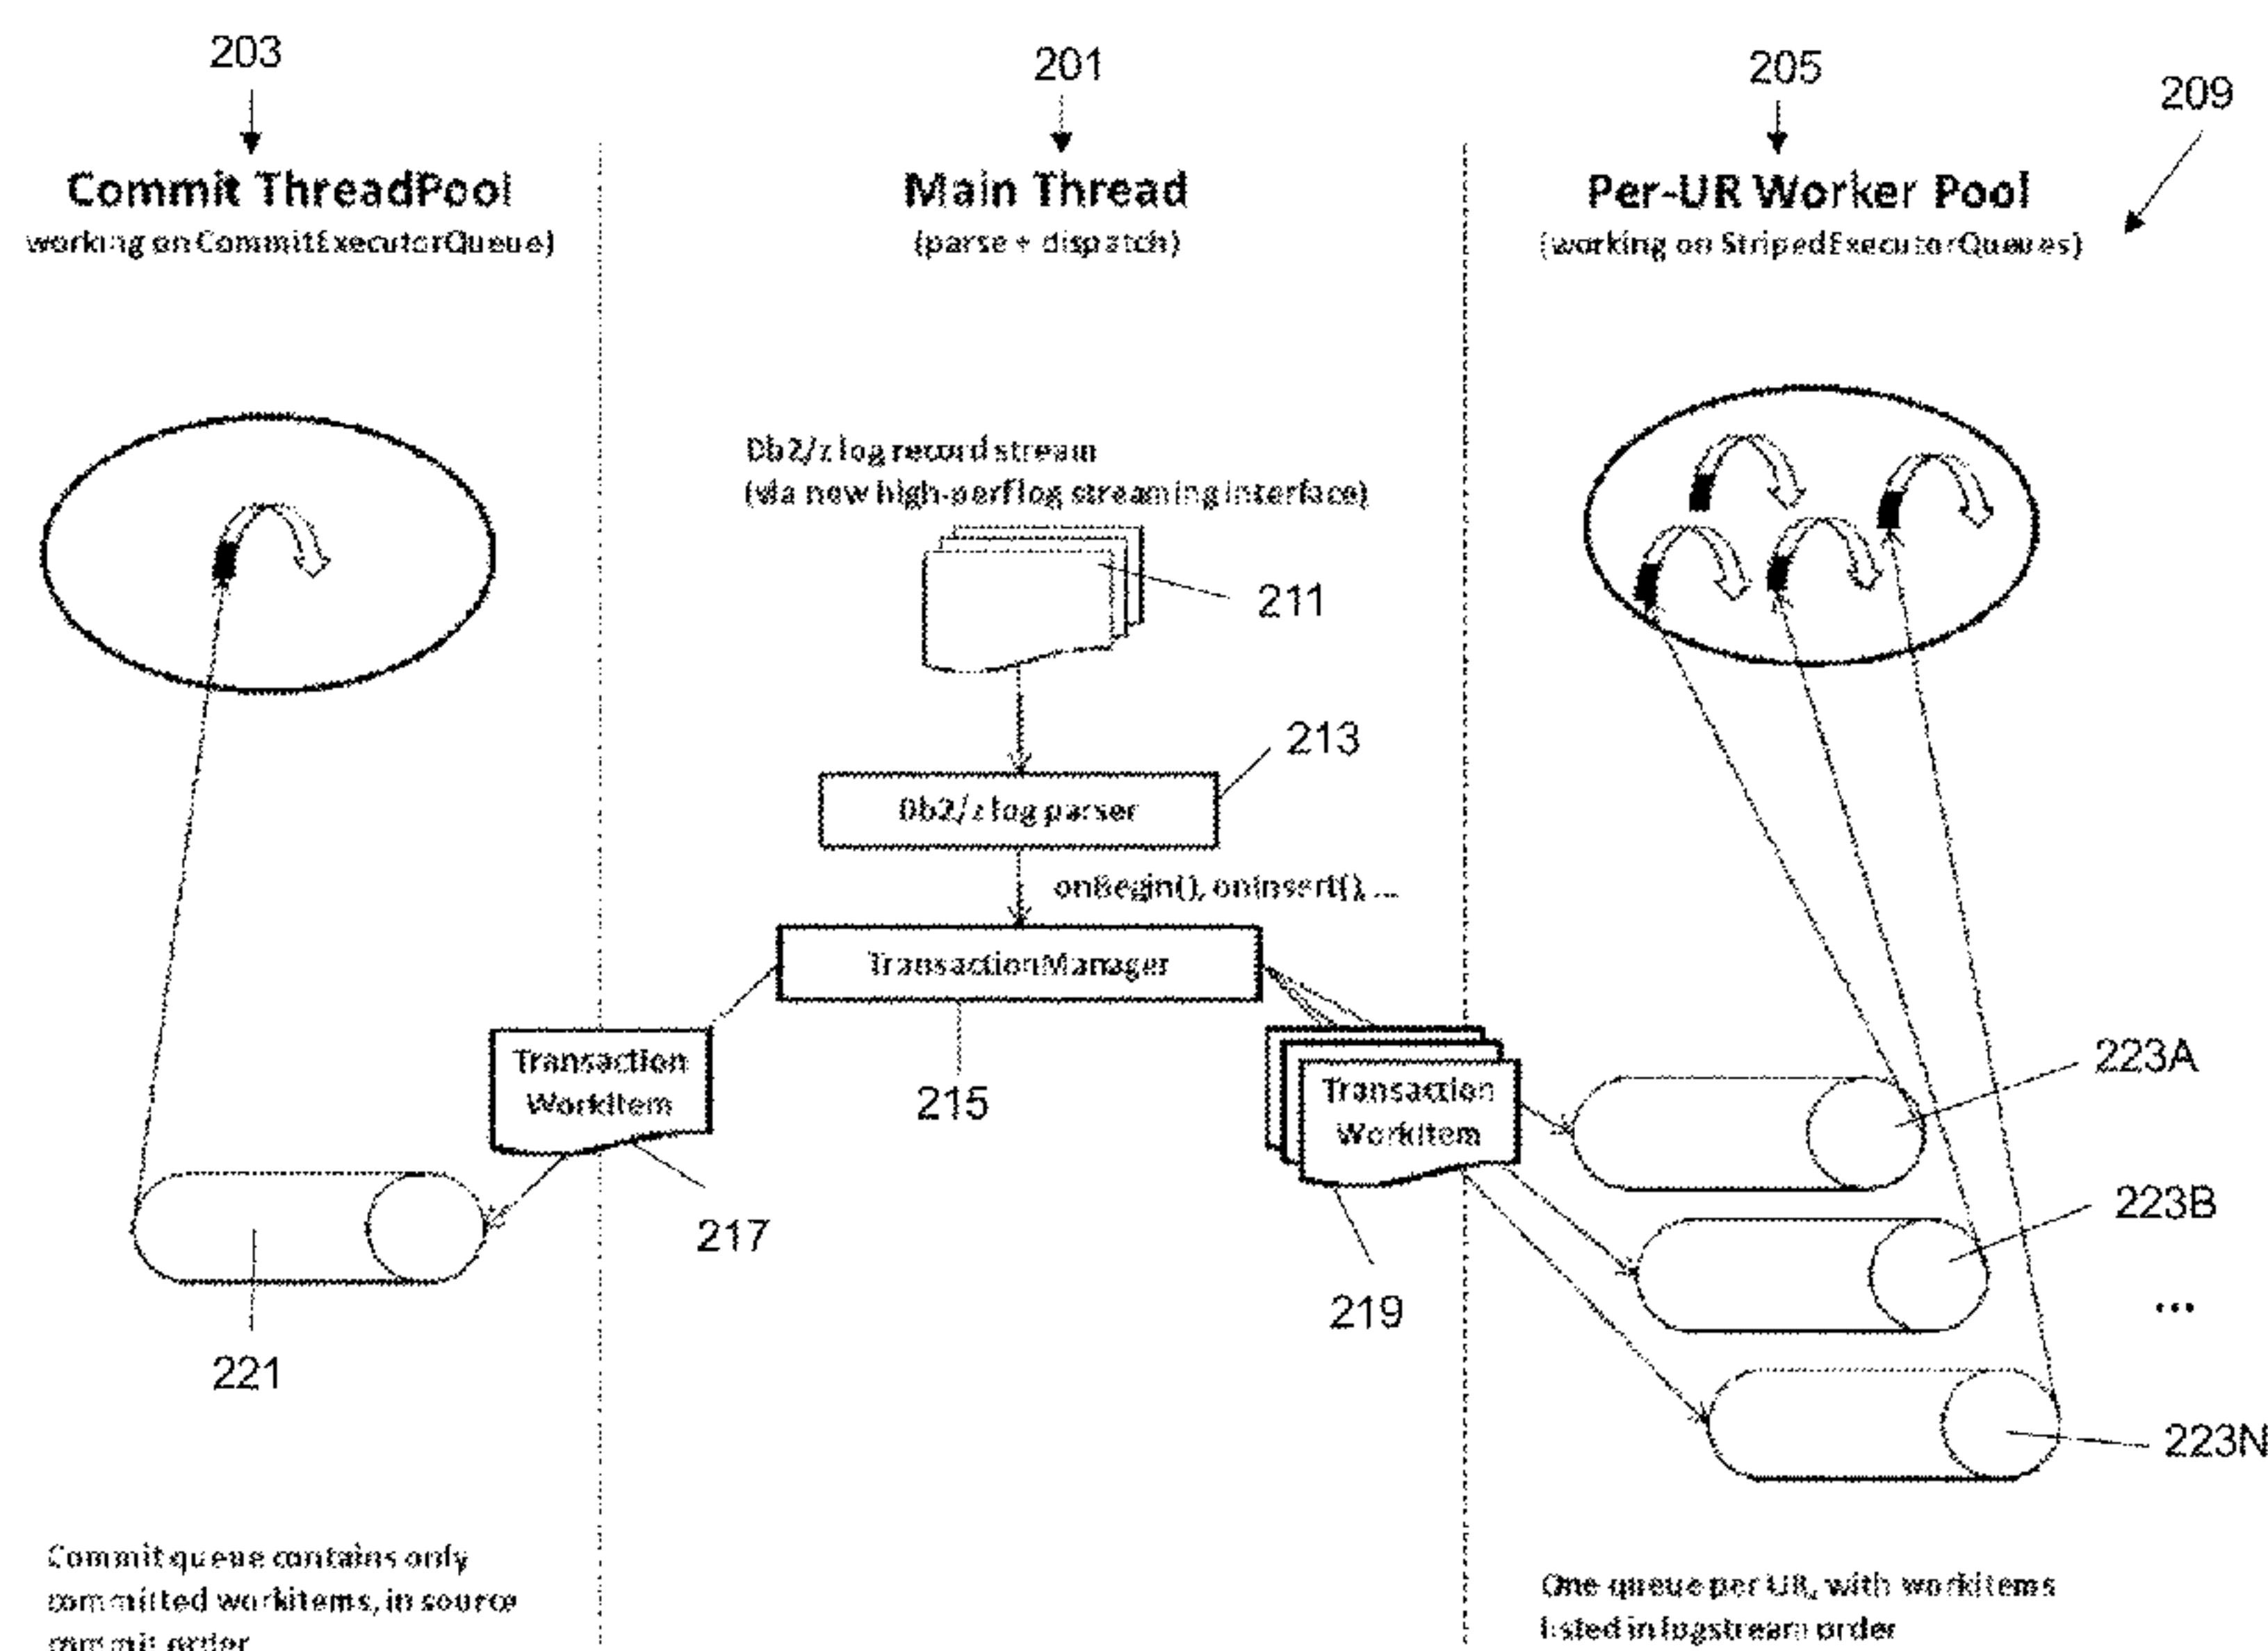 203
201
205
209
Commit ThreadPool
working on CommitExecutorQueue)
Main Thread
(parse + dispatch)
Per-UR Worker Pool
(working on StripedExecutorQueues)
Db2/z log record stream
(via new high-perf log streaming interface)
211
213
Db2/z log parser
onBegin(), onInsert(), ...
TransactionManager
215
Transaction
WorkItem
217
221
Transaction
WorkItem
219
223A
223B
...
223N
Commit queue contains only
committed workitems, in source
commit order
One queue per UR, with workitems
listed in logstream order